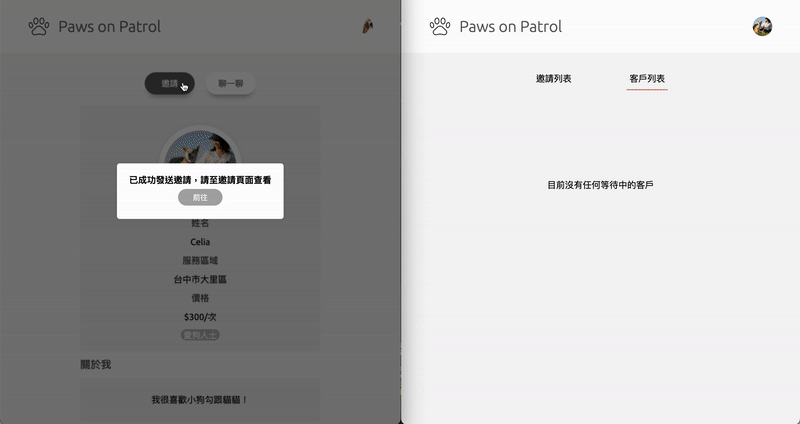 Paws on Patrol
邀請
聊一聊
已成功發送邀請，請至邀請頁面查看
前往
姓名
Celia
服務區域
台中市大里區
價格
$300/次
愛狗人士
關於我
我很喜歡小狗勾跟貓貓！
Paws on Patrol
邀請列表
客戶列表
目前沒有任何等待中的客戶